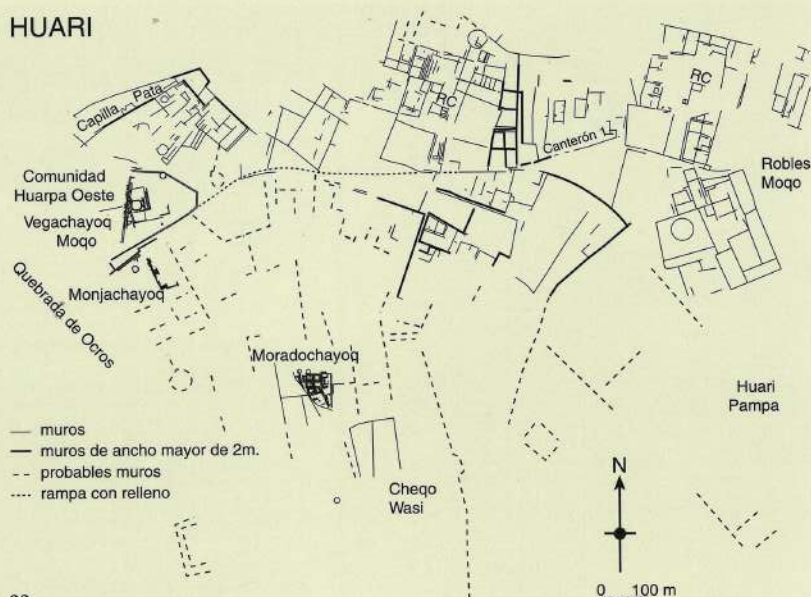 HUARI
Capilla Pata
RC
Canterón
RC
Robles
Moqo
Comunidad
Huarpa Oeste
Vegachayoq
Moqo
Monjachayoq
Quebrada de Ocros
Moradochayoq
Huari
Pampa
Cheqo
Wasi
muros
muros de ancho mayor de 2m.
probables muros
rampa con relleno
N
0 100 m